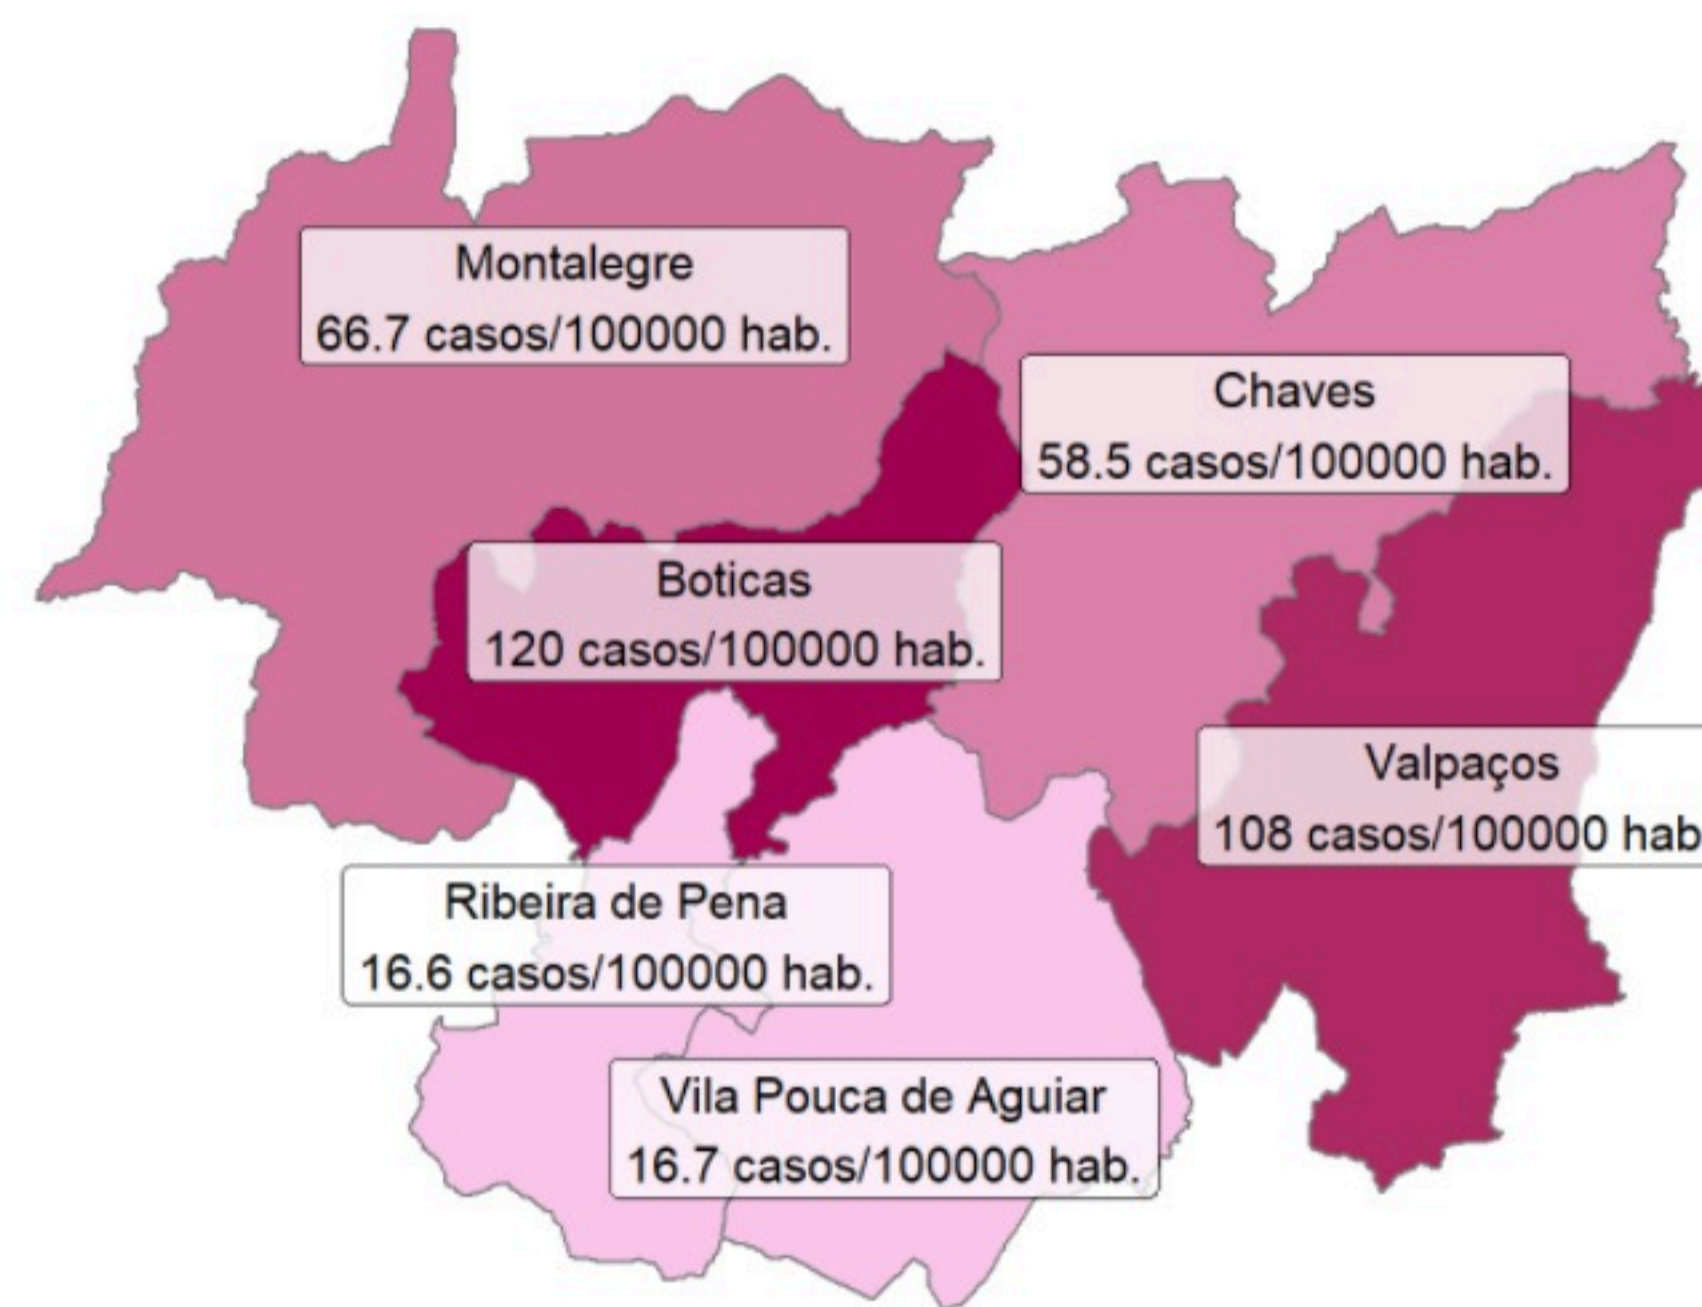 Montalegre
66.7 casos/100000 hab.
Chaves
58.5 casos/100000 hab.
Boticas
120 casos/100000 hab.
Valpaços
108 casos/100000 hab
Ribeira de Pena
16.6 casos/100000 hab.
Vila Pouca de Aguiar
16.7 casos/100000 hab.